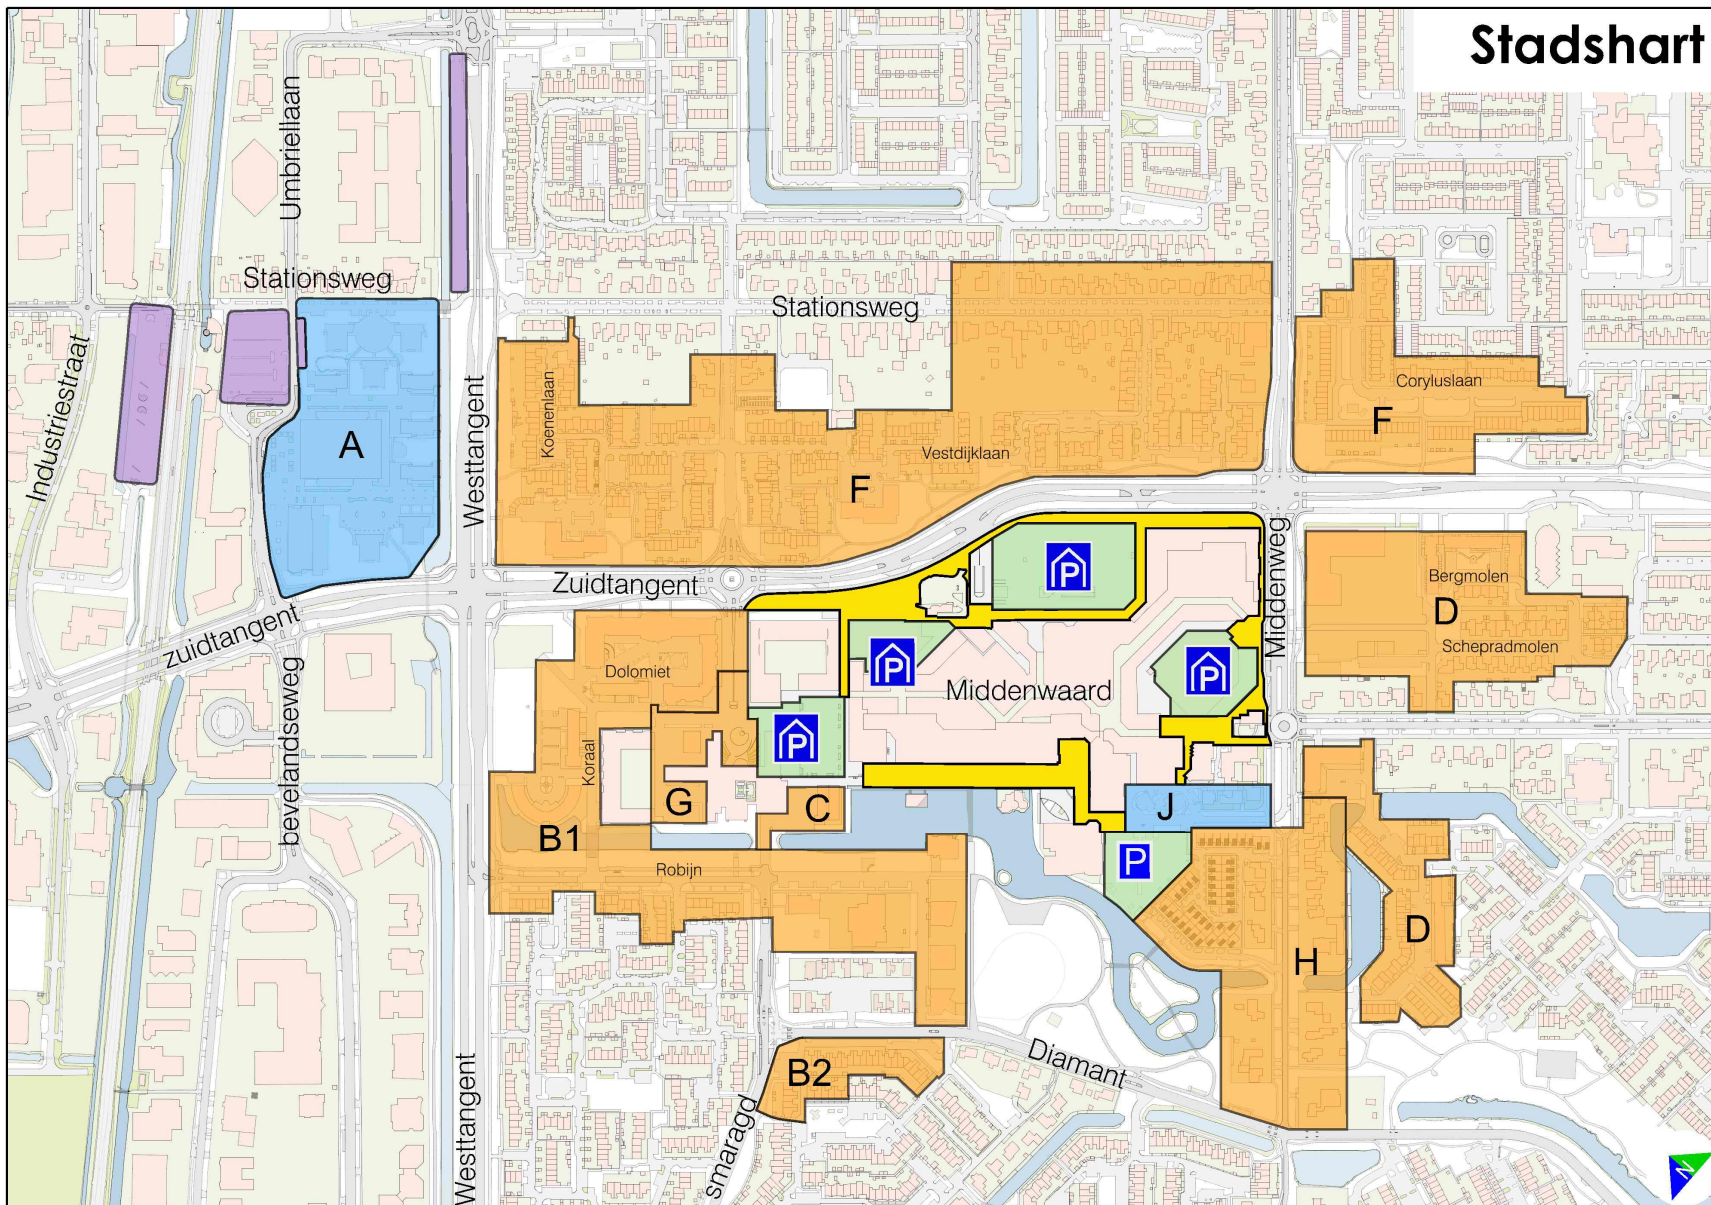 Stadshart
Umbriellaan
Stationsweg
Stationsweg
Industriestraat
Westtangent
Koenenlaan
Coryluslaan
A
F
Vestdijklaan
F
P
Middenweg
Zuidtangent
Bergmolen
D
Schepradmolen
zuidtangent
Dolomiet
P
P
Middenwaard
bevelandseweg
Koraal
P
G
C
J
B1
P
Robijn
D
H
Westtangent
B2
Diamant
smaragd
N